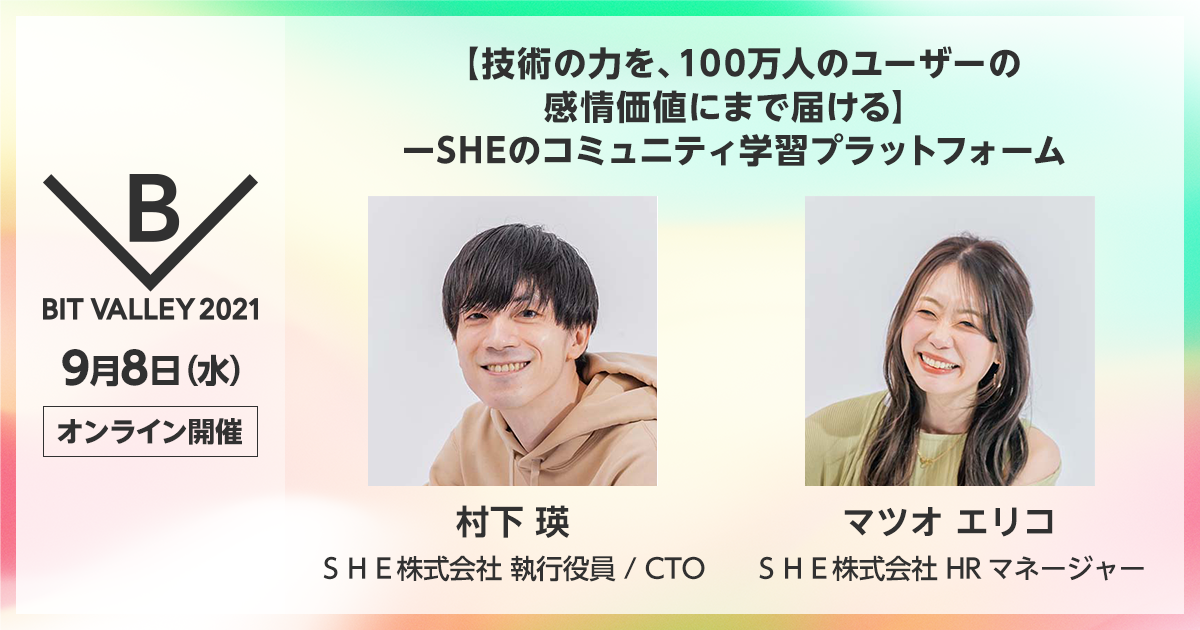 【技術の力を、100万人のユーザーの
感情価値にまで届ける】
ーSHEのコミュニティ学習プラットフォーム
B
BIT VALLEY 2021
9月8日（水）
オンライン開催
村下 瑛
ＳＨＥ株式会社 執行役員 / CTO
マツオ エリコ
ＳＨＥ株式会社 HR マネージャー